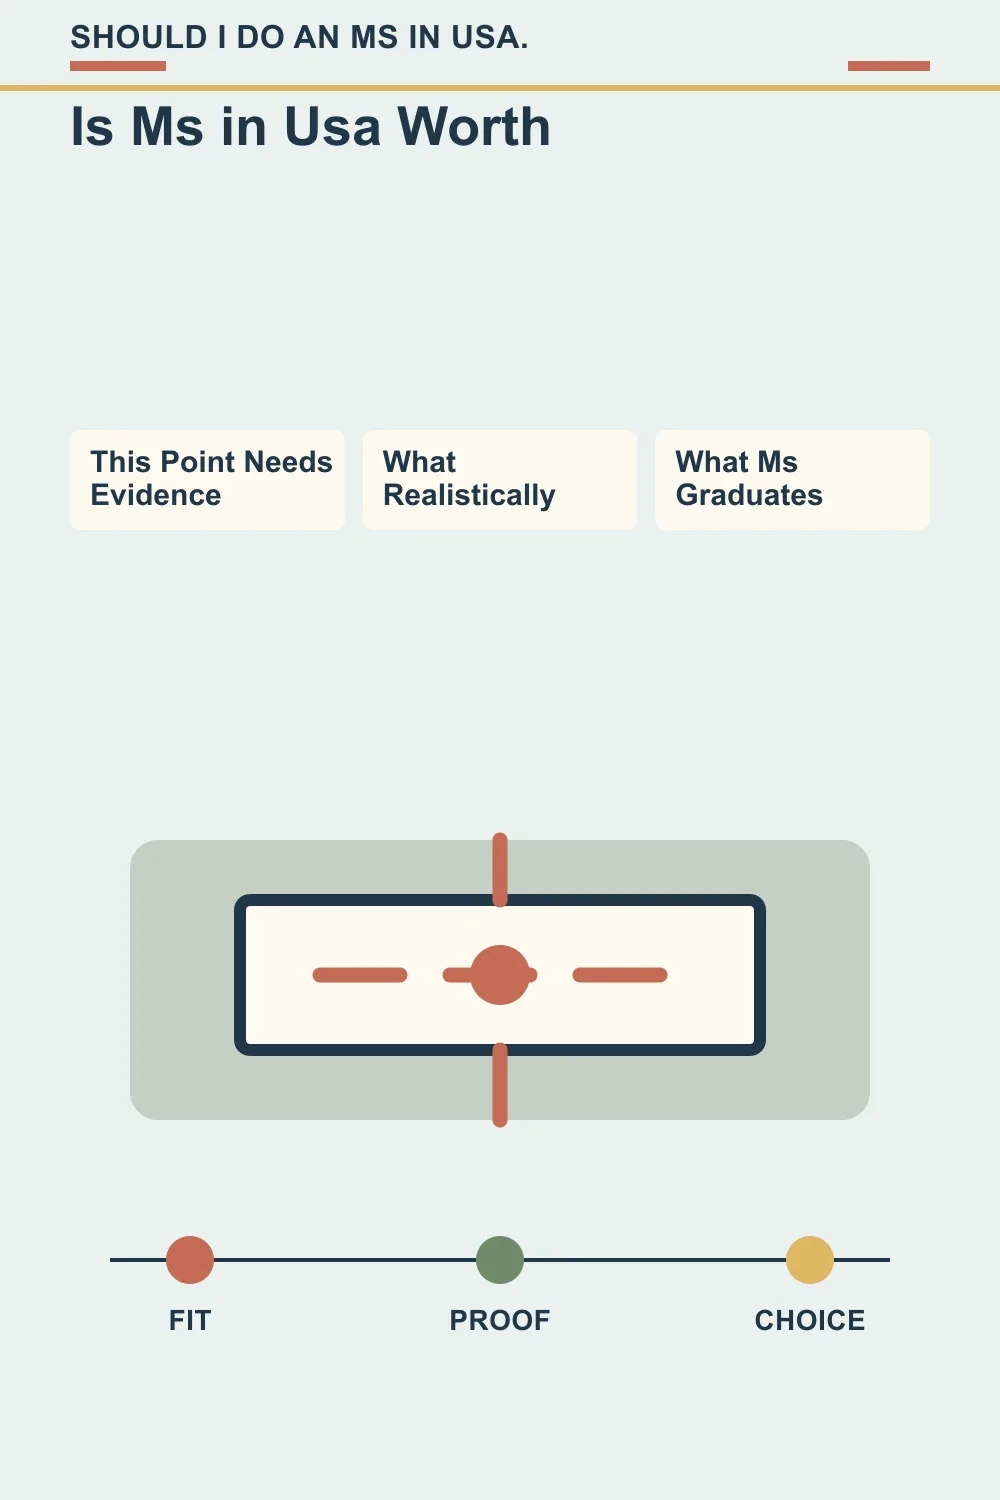 SHOULD I DO AN MS IN USA.
Is Ms in Usa Worth
This Point Needs
Evidence
What
Realistically
What Ms
Graduates
FIT
PROOF
CHOICE